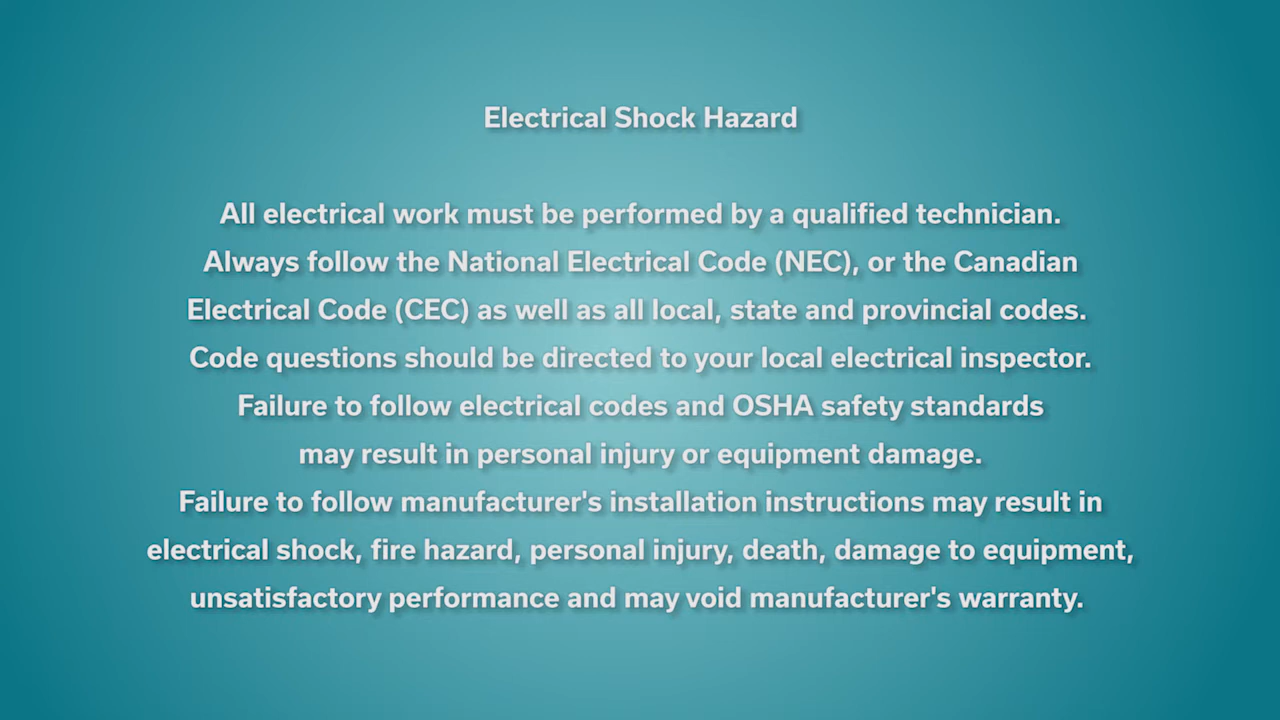 Electrical Shock Hazard
All electrical work must be performed by a qualified technician.
Always follow the National Electrical Code (NEC), or the Canadian
Electrical Code (CEC) as well as all local, state and provincial codes.
Code questions should be directed to your local electrical inspector.
Failure to follow electrical codes and OSHA safety standards
may result in personal injury or equipment damage.
Failure to follow manufacturer's installation instructions may result in
electrical shock, fire hazard, personal injury, death, damage to equipment,
unsatisfactory performance and may void manufacturer's warranty.